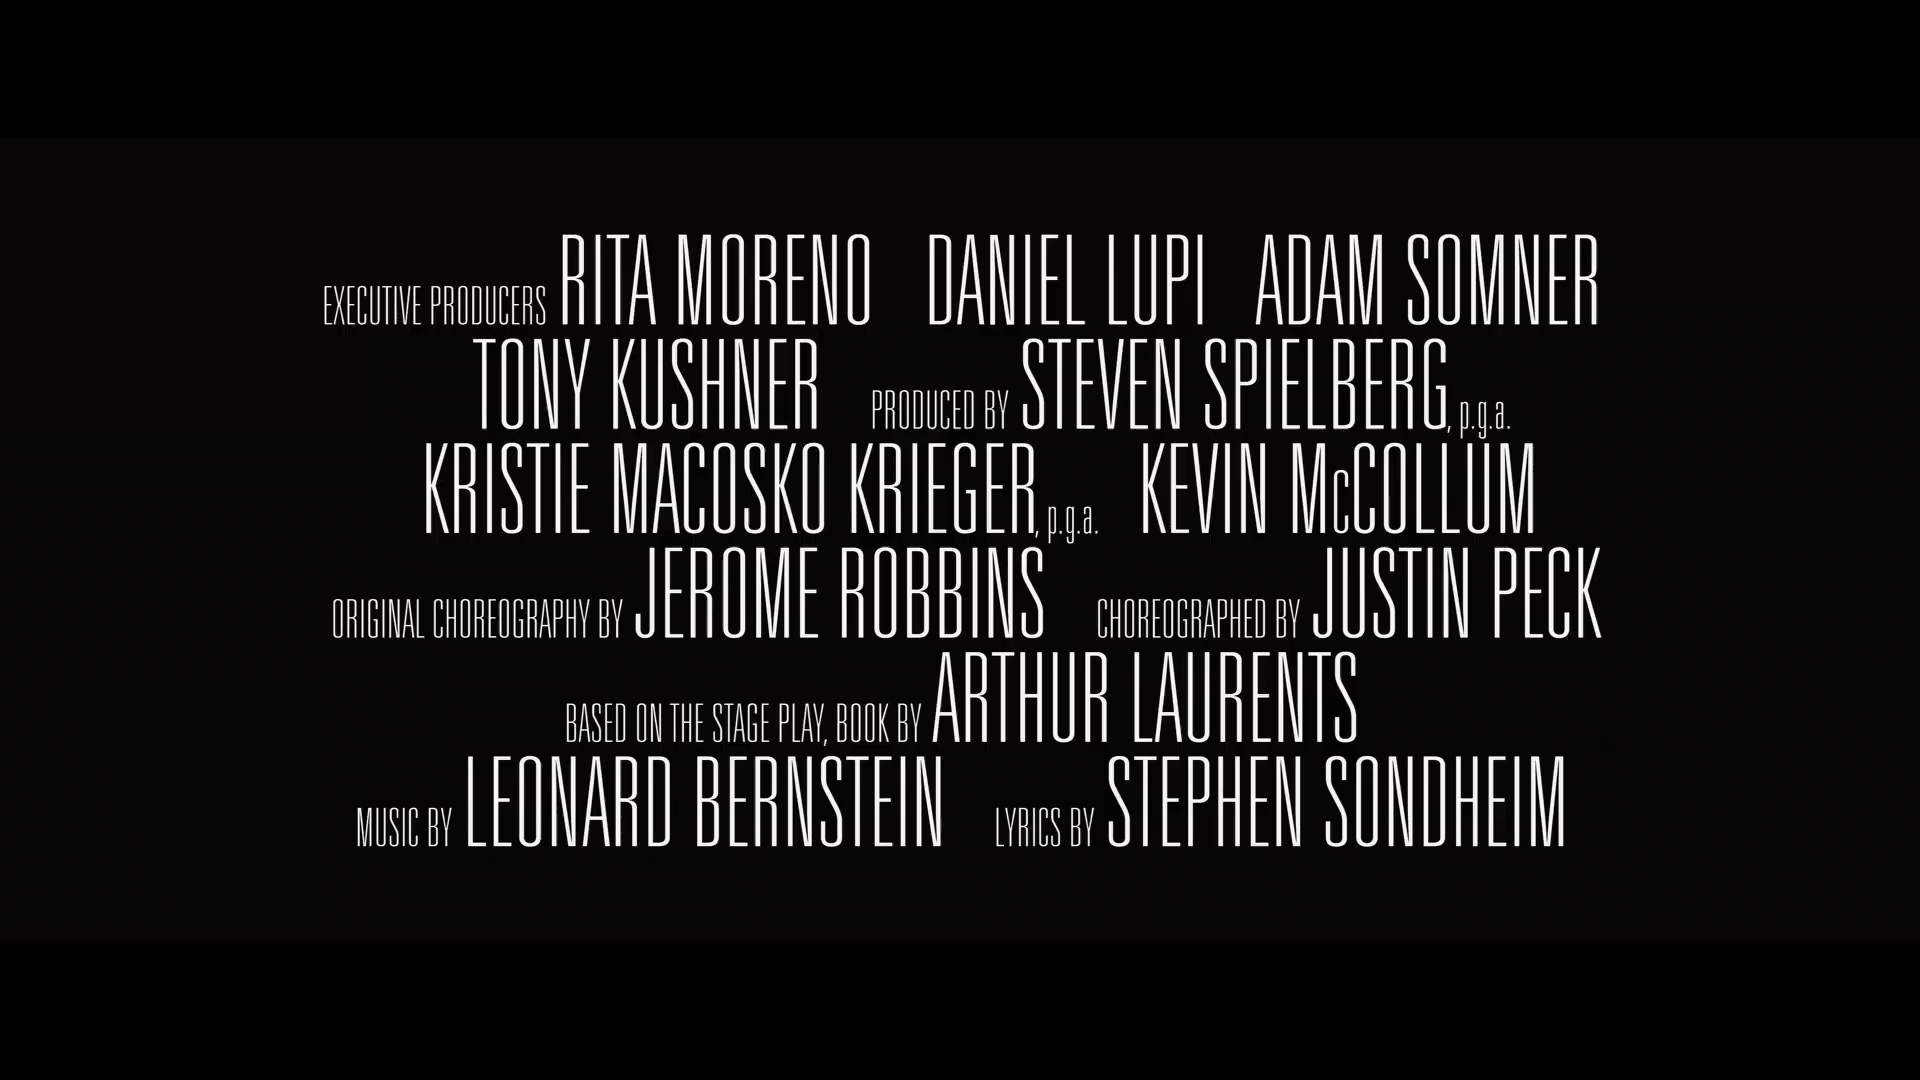 EXECUTIVE PRODUCERS RITA MORENO DANIEL LUPI ADAM SOMNER
TONY KUSHNER PRODUCED BY STEVEN SPIELBERG, p.g.a.
KRISTIE MACOSKO KRIEGER, p.g.a. KEVIN McCOLLUM
ORIGINAL CHOREOGRAPHY BY JEROME ROBBINS CHOREOGRAPHED BY JUSTIN PECK
BASED ON THE STAGE PLAY, BOOK BY ARTHUR LAURENTS
MUSIC BY LEONARD BERNSTEIN LYRICS BY STEPHEN SONDHEIM